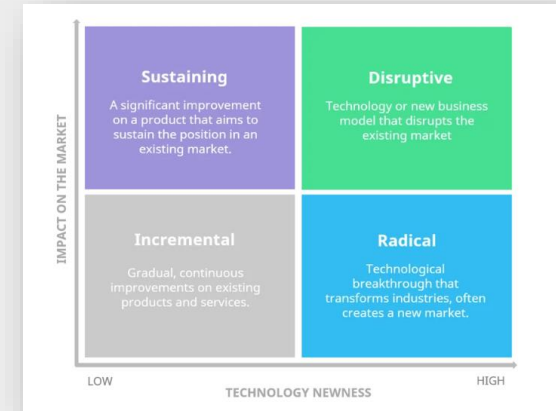 IMPACT ON THE MARKET
Sustaining
A significant improvement
on a product that aims to
sustain the position in an
existing market.
Disruptive
Technology or new business
model that disrupts the
existing market
Incremental
Gradual, continuous
improvements on existing
products and services.
Radical
Technological
breakthrough that
transforms industries, often
creates a new market.
LOW
TECHNOLOGY NEWNESS
HIGH